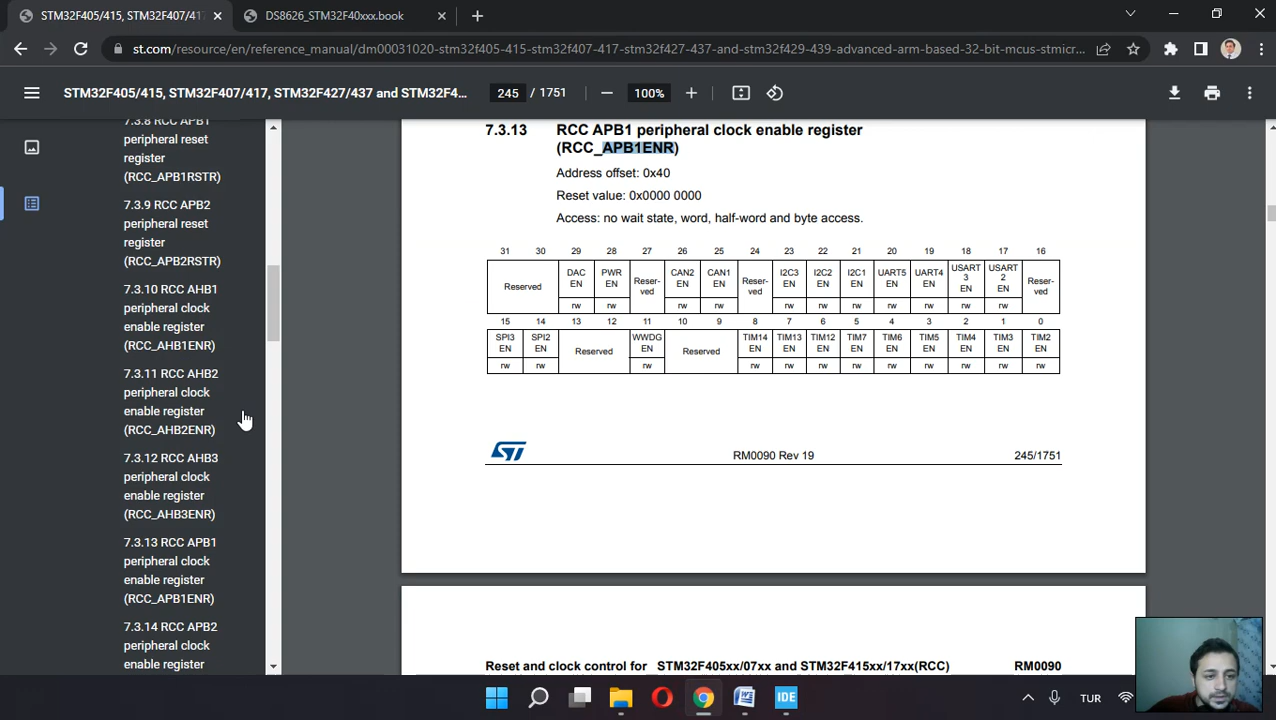 STM32F405/415, STM32F407/417
DS8626_STM32F40xxx.book
st.com/resource/en/reference_manual/dm00031020-stm32f405-415-stm32f407-417-stm32f427-437-and-stm32f429-439-advanced-arm-based-32-bit-mcus-stmicr...
STM32F405/415, STM32F407/417, STM32F427/437 and STM32F4...
245 / 1751
100%
7.3.8 RCC APB1
peripheral reset
register
(RCC_APB1RSTR)
7.3.9 RCC APB2
peripheral reset
register
(RCC_APB2RSTR)
7.3.10 RCC AHB1
peripheral clock
enable register
(RCC_AHB1ENR)
7.3.11 RCC AHB2
peripheral clock
enable register
(RCC_AHB2ENR)
7.3.12 RCC AHB3
peripheral clock
enable register
(RCC_AHB3ENR)
7.3.13 RCC APB1
peripheral clock
enable register
(RCC_APB1ENR)
7.3.14 RCC APB2
peripheral clock
enable register
7.3.13 RCC APB1 peripheral clock enable register
(RCC_APB1ENR)
Address offset: 0x40
Reset value: 0x0000 0000
Access: no wait state, word, half-word and byte access.
31 30 29 28 27 26 25 24 23 22 21 20 19 18 17 16
Reserved DAC EN PWR EN Reser-ved CAN2 EN CAN1 EN Reser-ved I2C3 EN I2C2 EN I2C1 EN UART5 EN UART4 EN USART 3 EN USART 2 EN Reser-ved
rw rw rw rw rw rw rw rw rw rw rw
15 14 13 12 11 10 9 8 7 6 5 4 3 2 1 0
SPI3 EN SPI2 EN Reserved WWDG EN Reserved TIM14 EN TIM13 EN TIM12 EN TIM7 EN TIM6 EN TIM5 EN TIM4 EN TIM3 EN TIM2 EN
rw rw rw rw rw rw rw rw rw rw rw rw
ST RM0090 Rev 19 245/1751
Reset and clock control for STM32F405xx/07xx and STM32F415xx/17xx(RCC) RM0090
IDE
TUR